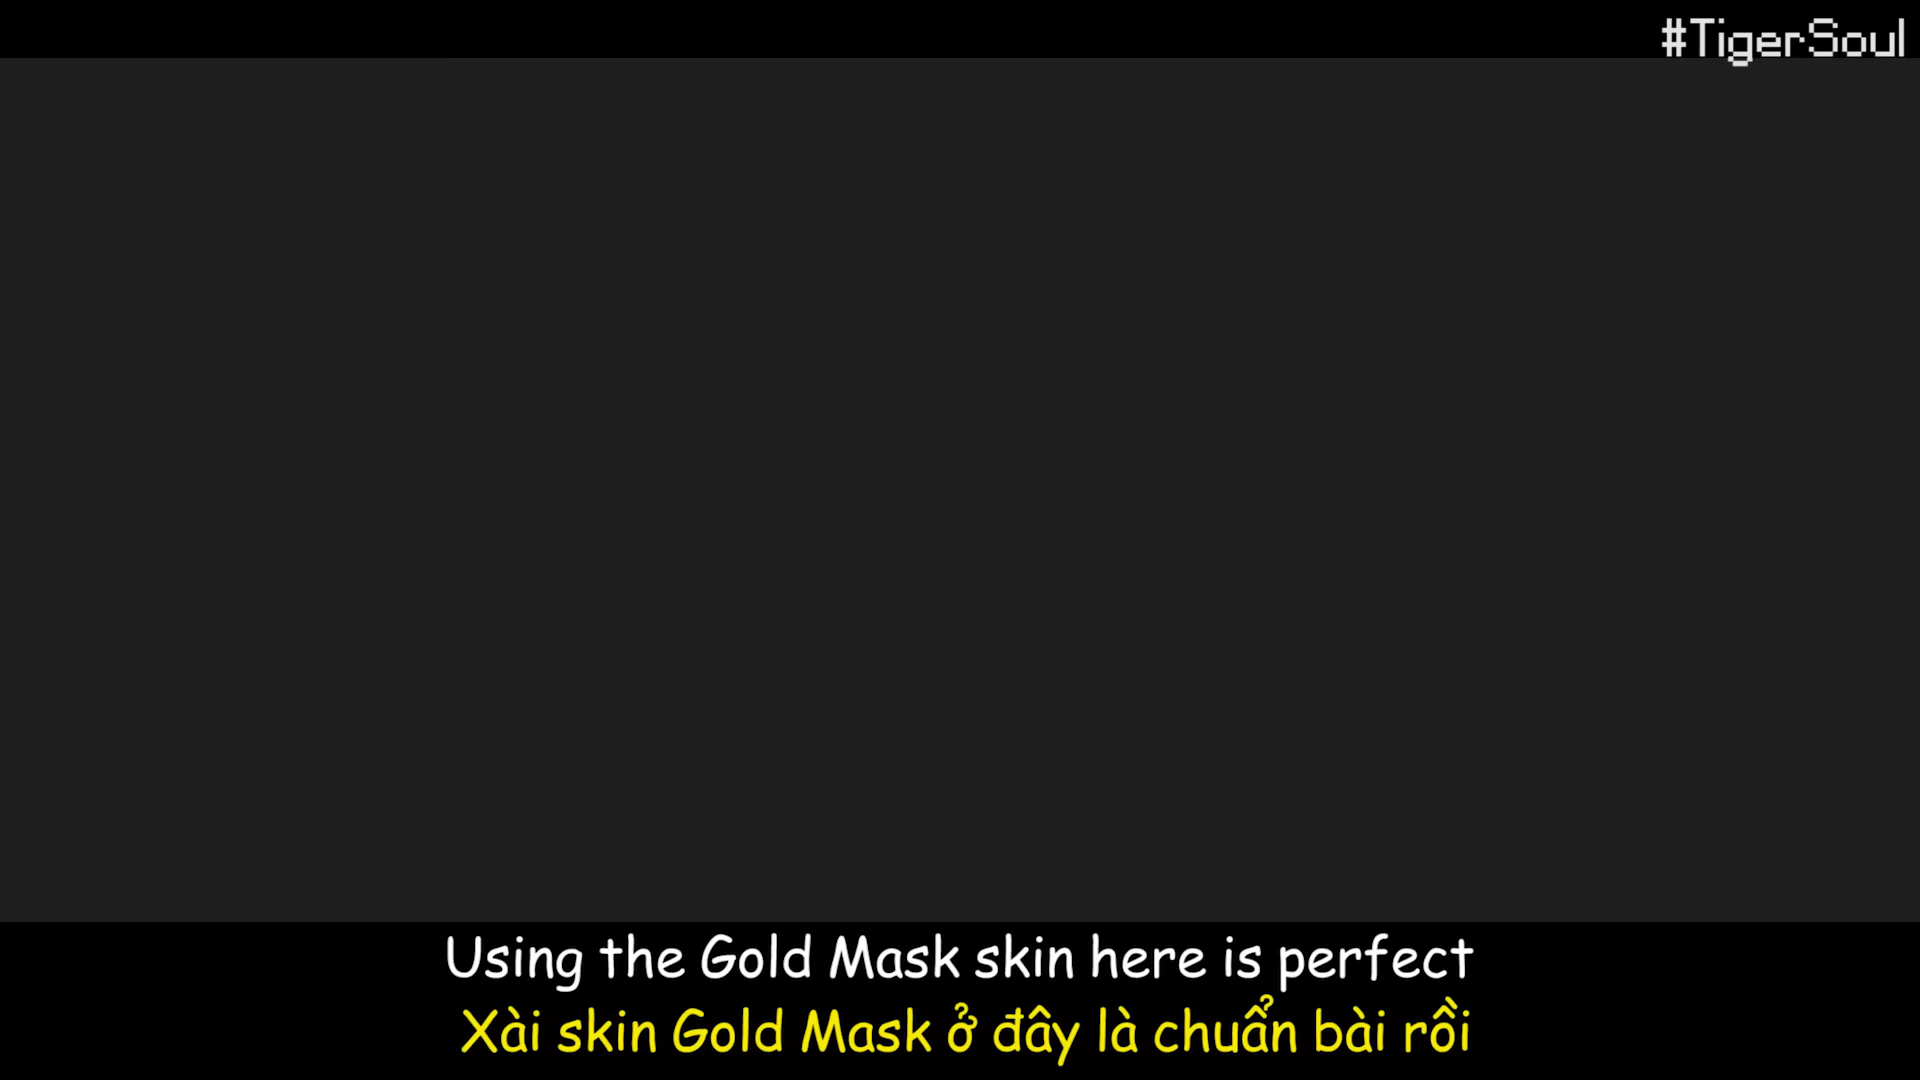 #TigerSoul
Using the Gold Mask skin here is perfect
Xài skin Gold Mask ở đây là chuẩn bài rồi